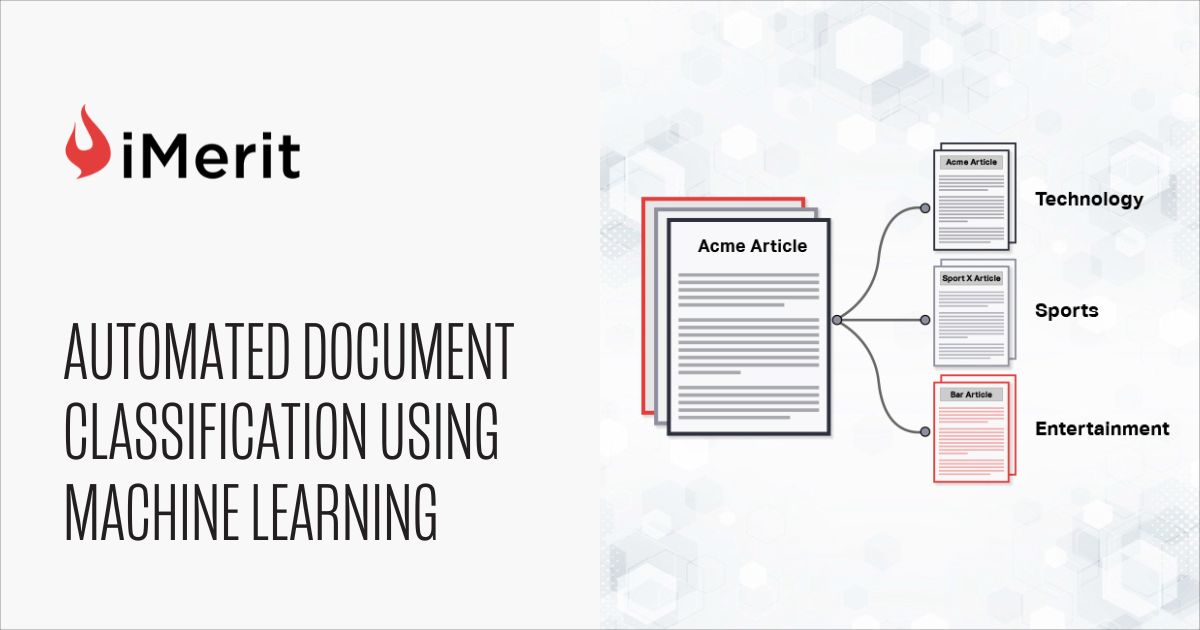 iMerit
AUTOMATED DOCUMENT
CLASSIFICATION USING
MACHINE LEARNING
Acme Article
Acme Article
Technology
Sport X Article
Sports
Bar Article
Entertainment